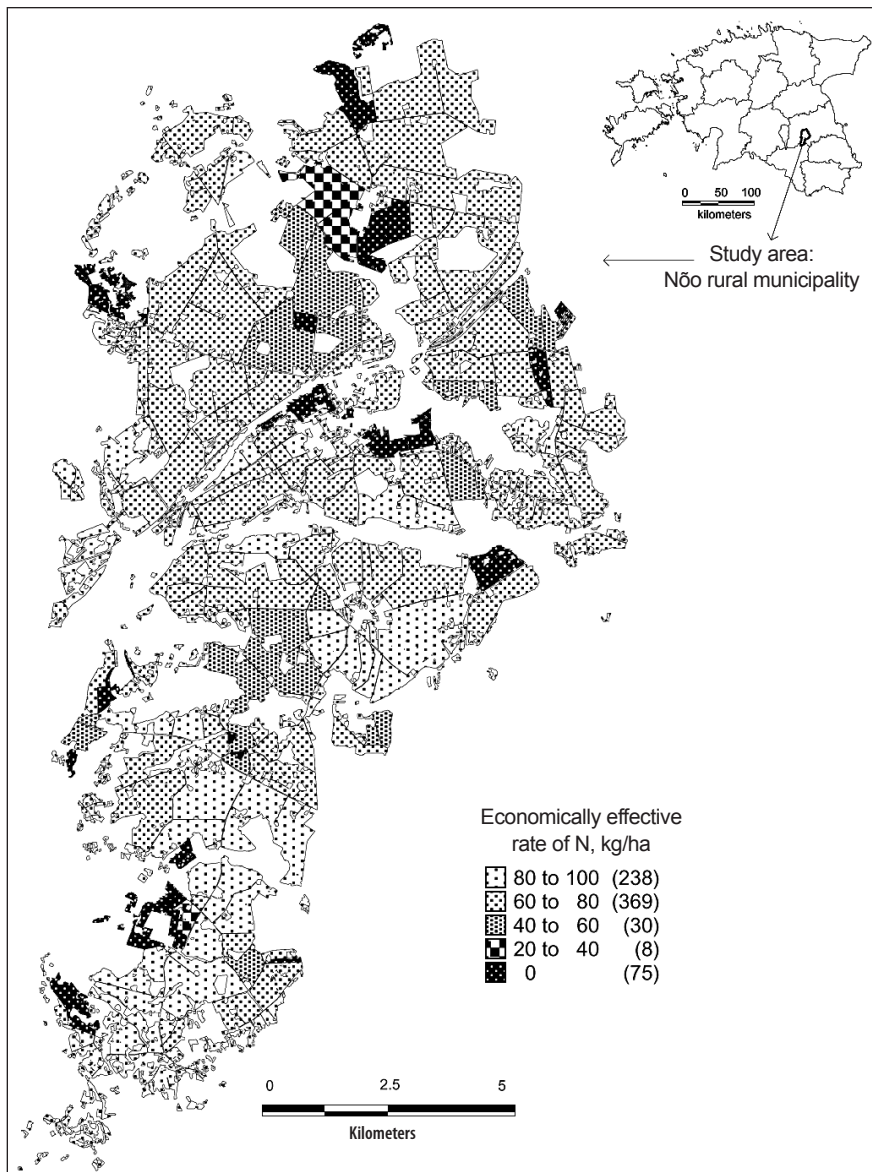 0 50 100
kilometers
Study area:
Nõo rural municipality
Economically effective
rate of N, kg/ha
80 to 100 (238)
60 to 80 (369)
40 to 60 (30)
20 to 40 (8)
0 (75)
0 2.5 5
Kilometers